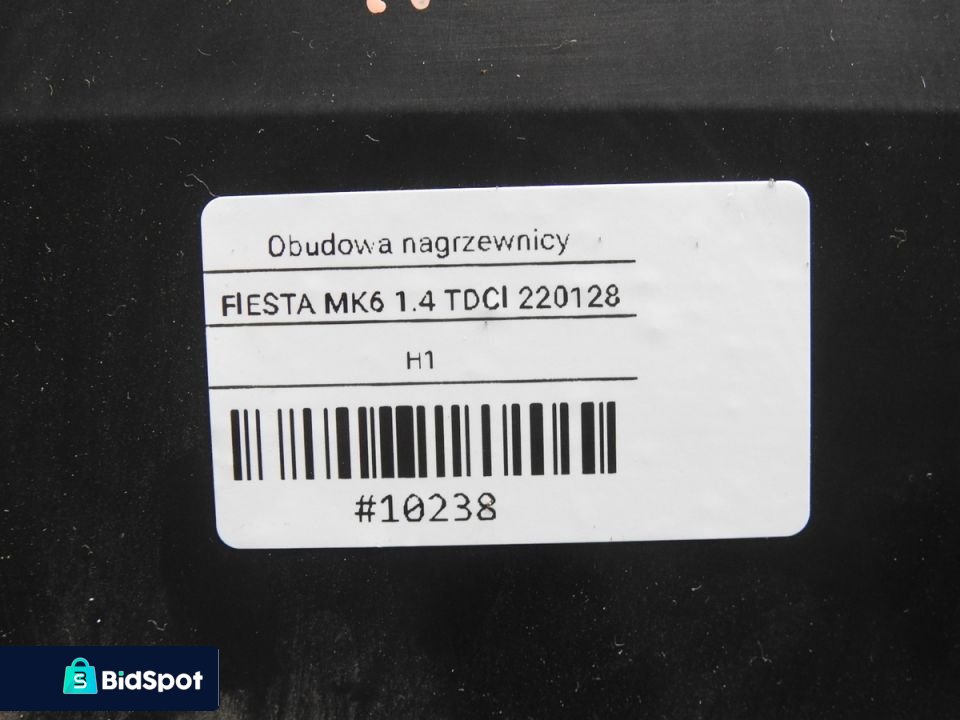 Obudowa nagrzewnicy
FIESTA MK6 1.4 TDCI 220128
H1
#10238
BidSpot